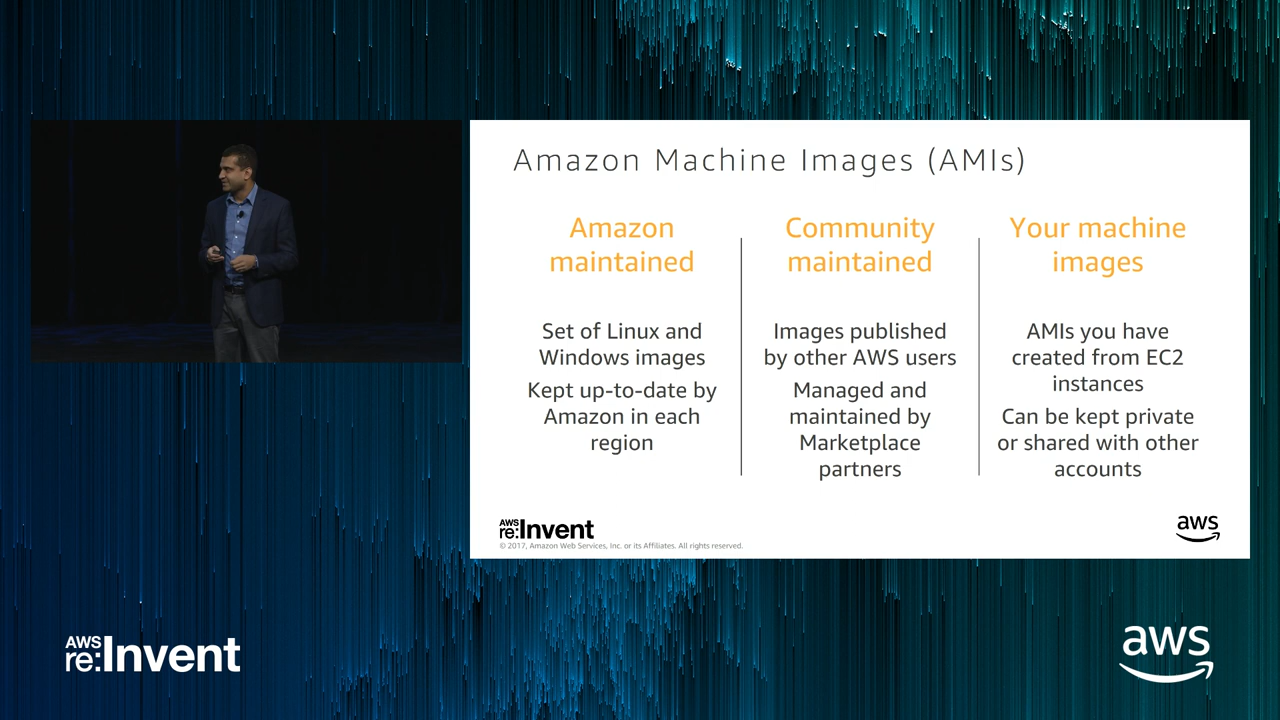 Amazon Machine Images (AMIs)
Amazon
maintained
Set of Linux and
Windows images
Kept up-to-date by
Amazon in each
region
Community
maintained
Images published
by other AWS users
Managed and
maintained by
Marketplace
partners
Your machine
images
AMIs you have
created from EC2
instances
Can be kept private
or shared with other
accounts
AWS
re:Invent
© 2017, Amazon Web Services, Inc. or its Affiliates. All rights reserved.
aws
AWS
re:Invent
aws